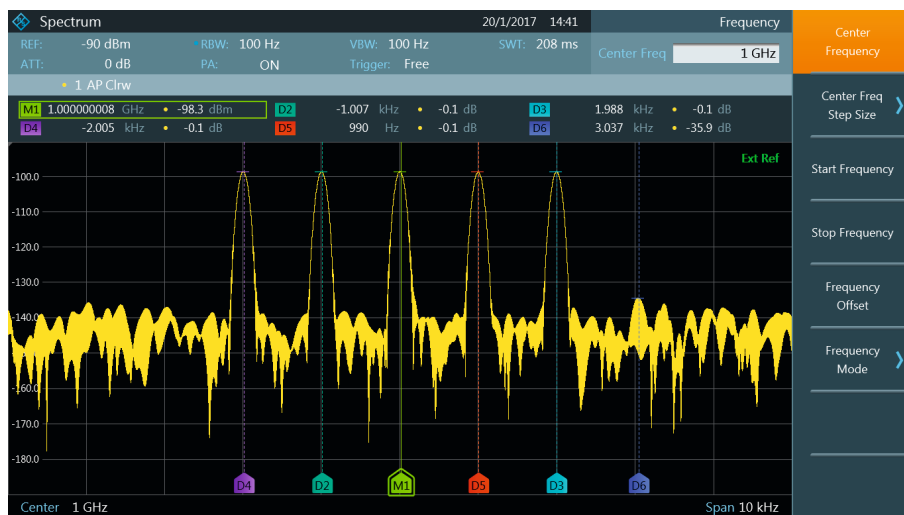 Spectrum 20/1/2017 14:41 Frequency
REF: -90 dBm RBW: 100 Hz VBW: 100 Hz SWT: 208 ms
ATT: 0 dB PA: ON Trigger: Free
Center Freq 1 GHz
1 AP Clrw
M1 1.000000008 GHz -98.3 dBm D2 -1.007 kHz -0.1 dB D3 1.988 kHz -0.1 dB
D4 -2.005 kHz -0.1 dB D5 990 Hz -0.1 dB D6 3.037 kHz -35.9 dB
Ext Ref
-100.0
-110.0
-120.0
-130.0
-140.0
-160.0
-170.0
-180.0
D4 D2 M1 D5 D3 D6
Center 1 GHz Span 10 kHz
Center
Frequency
Center Freq
Step Size
Start Frequency
Stop Frequency
Frequency
Offset
Frequency
Mode